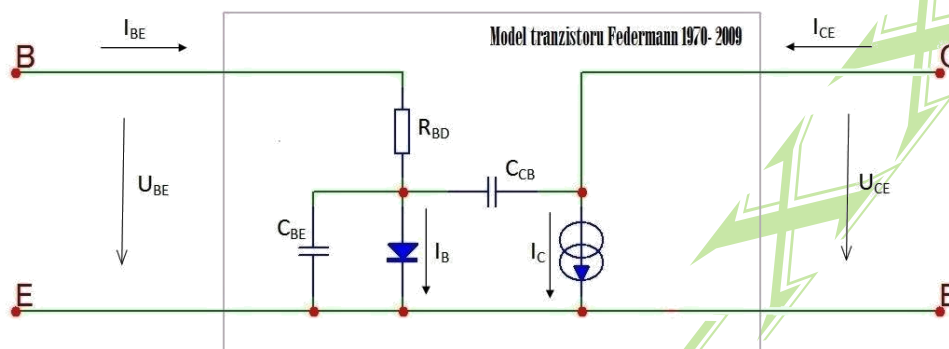 I_BE
Model tranzistoru Federmann 1970- 2009
I_CE
B
C
R_BD
U_BE
C_CB
U_CE
C_BE
I_B
I_C
E
E